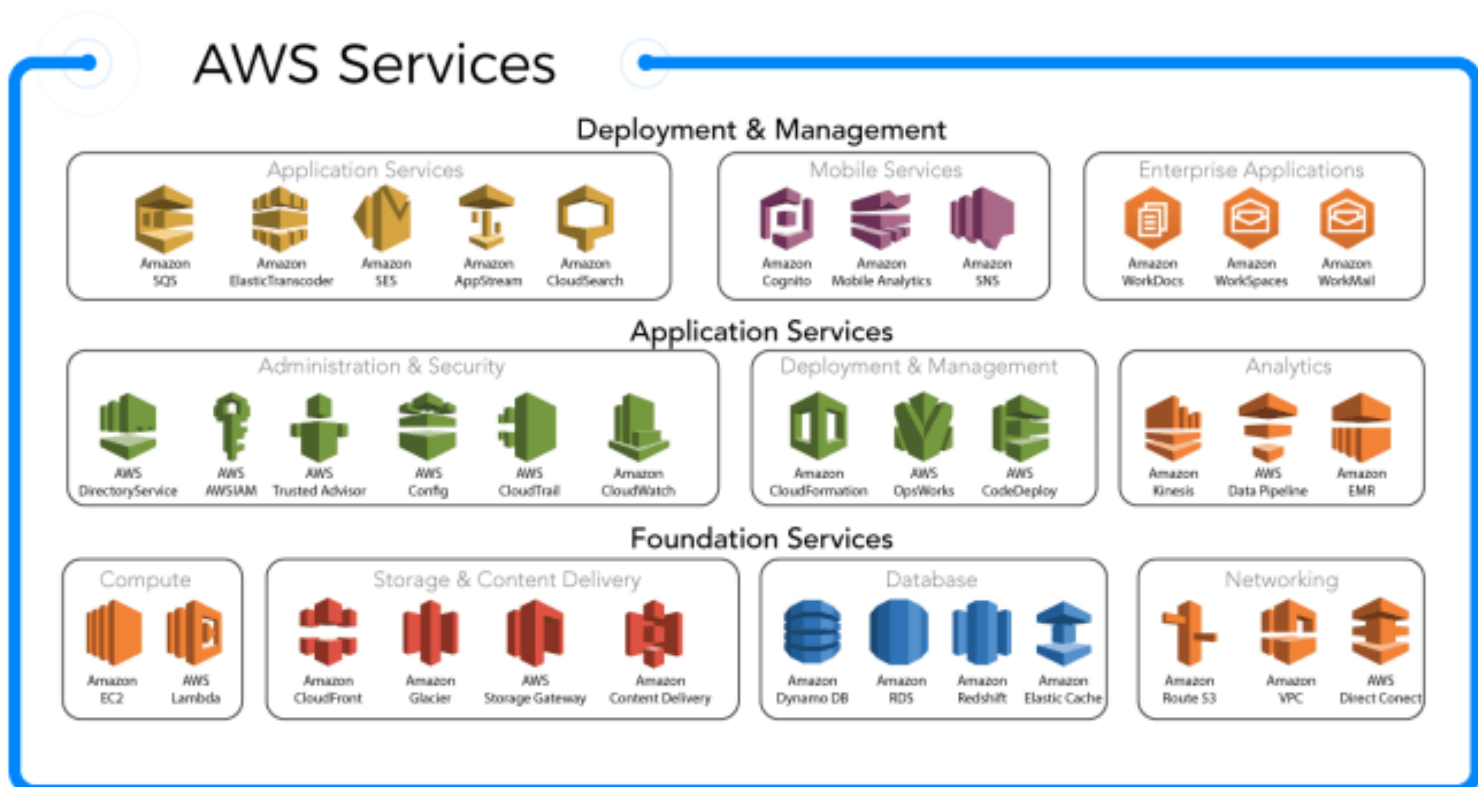 AWS Services
Deployment & Management
Application Services
Amazon
SQS
Amazon
ElasticTranscoder
Amazon
SES
Amazon
AppStream
Amazon
CloudSearch
Mobile Services
Amazon
Cognito
Amazon
Mobile Analytics
Amazon
SNS
Enterprise Applications
Amazon
WorkDocs
Amazon
WorkSpaces
Amazon
WorkMail
Application Services
Administration & Security
AWS
DirectoryService
AWS
AWSIAM
AWS
Trusted Advisor
AWS
Config
AWS
CloudTrail
Amazon
CloudWatch
Deployment & Management
Amazon
CloudFormation
AWS
OpsWorks
AWS
CodeDeploy
Analytics
Amazon
Kinesis
AWS
Data Pipeline
Amazon
EMR
Foundation Services
Compute
Amazon
EC2
AWS
Lambda
Storage & Content Delivery
Amazon
CloudFront
Amazon
Glacier
AWS
Storage Gateway
Amazon
Content Delivery
Database
Amazon
Dynamo DB
Amazon
RDS
Amazon
Redshift
Amazon
Elastic Cache
Networking
Amazon
Route 53
Amazon
VPC
AWS
Direct Conect